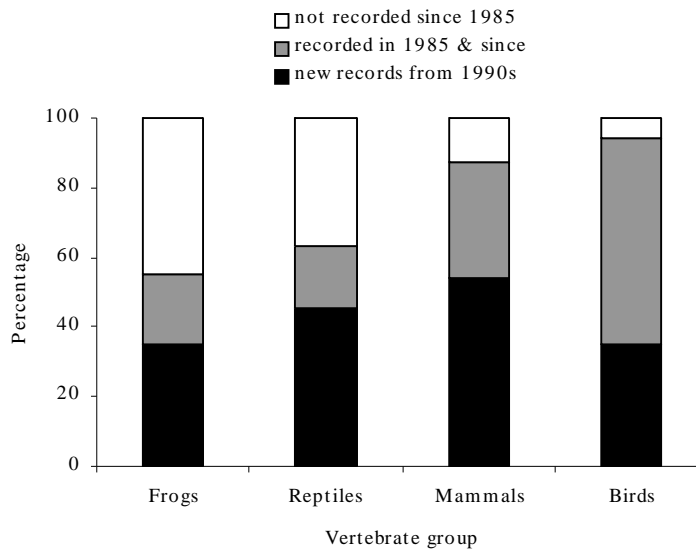 not recorded since 1985
recorded in 1985 & since
new records from 1990s
100
80
60
40
20
0
Percentage
Frogs Reptiles Mammals Birds
Vertebrate group